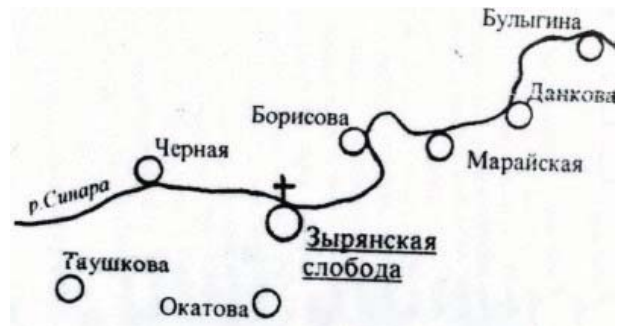 Булыгина
Данкова
Борисова
Марайская
Черная
р.Синара
Зырянская
слобода
Таушкова
Окатова